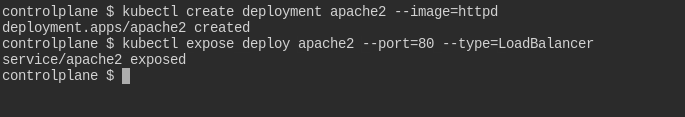 controlplane $ kubectl create deployment apache2 --image=httpd
deployment.apps/apache2 created
controlplane $ kubectl expose deploy apache2 --port=80 --type=LoadBalancer
service/apache2 exposed
controlplane $